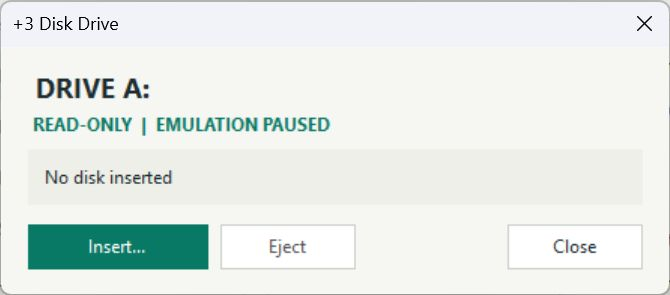 +3 Disk Drive
DRIVE A:
READ-ONLY | EMULATION PAUSED
No disk inserted
Insert... Eject Close